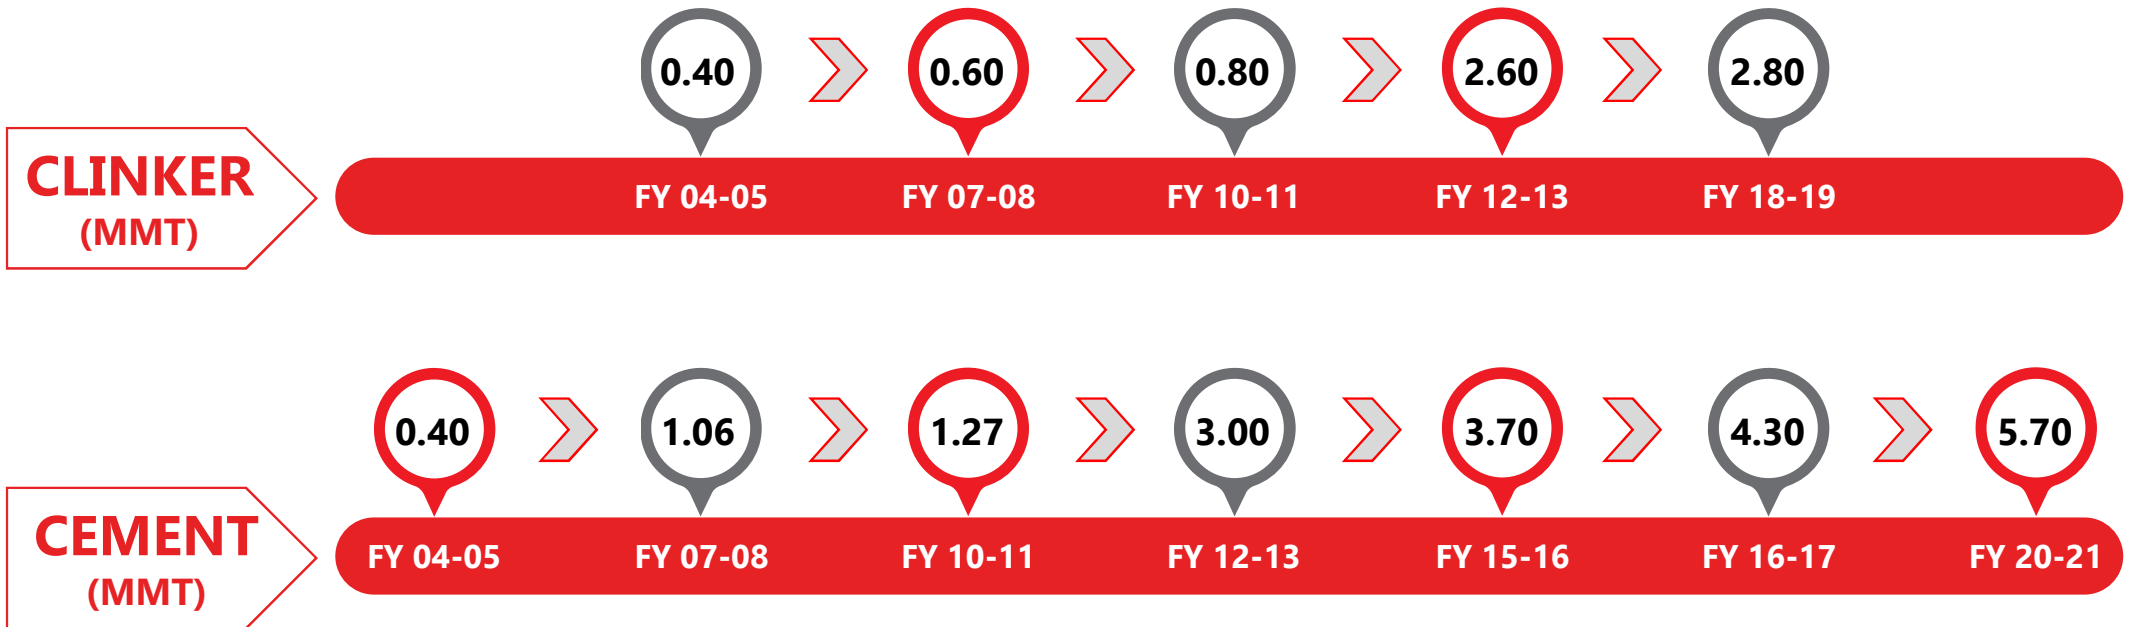 0.40 0.60 0.80 2.60 2.80
CLINKER
(MMT)
FY 04-05 FY 07-08 FY 10-11 FY 12-13 FY 18-19
0.40 1.06 1.27 3.00 3.70 4.30 5.70
CEMENT
(MMT)
FY 04-05 FY 07-08 FY 10-11 FY 12-13 FY 15-16 FY 16-17 FY 20-21